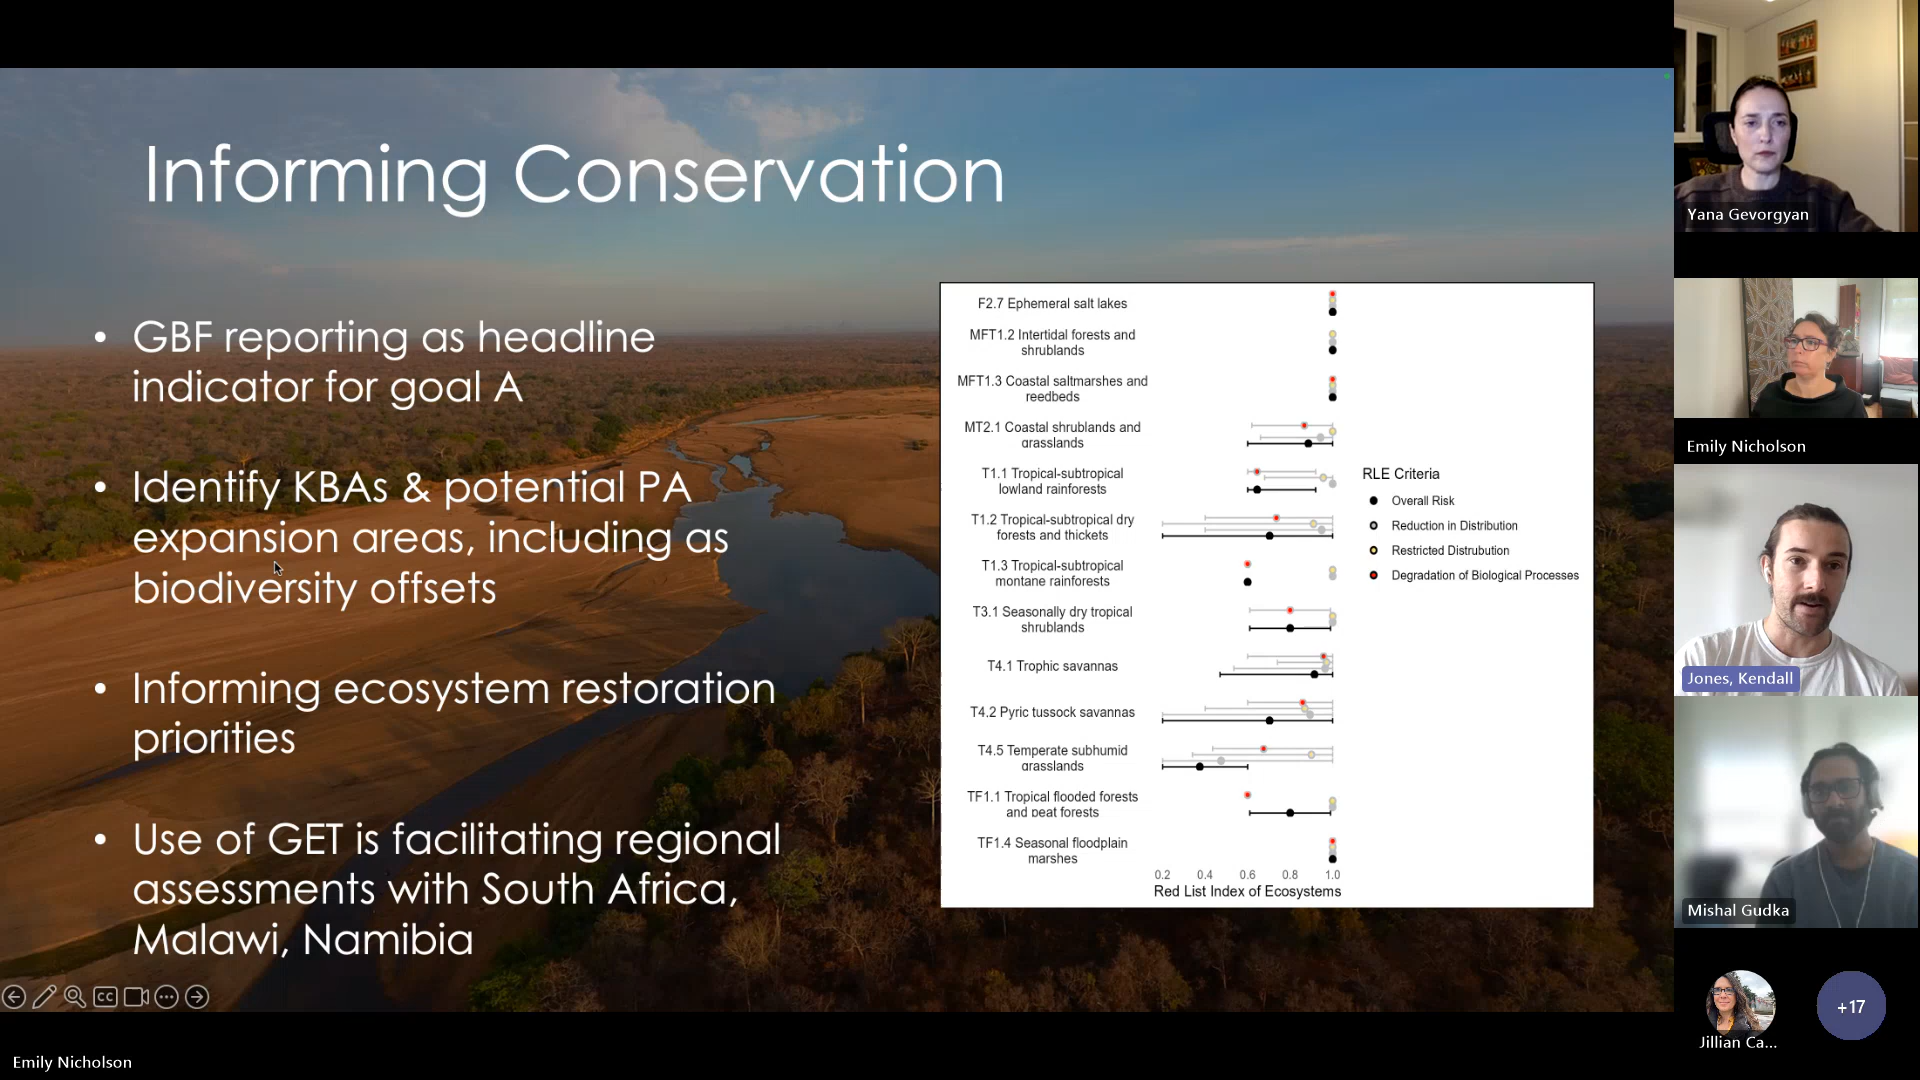 Informing Conservation
• GBF reporting as headline
indicator for goal A
• Identify KBAs & potential PA
expansion areas, including as
biodiversity offsets
• Informing ecosystem restoration
priorities
• Use of GET is facilitating regional
assessments with South Africa,
Malawi, Namibia
F2.7 Ephemeral salt lakes
MFT1.2 Intertidal forests and
shrublands
MFT1.3 Coastal saltmarshes and
reedbeds
MT2.1 Coastal shrublands and
grasslands
T1.1 Tropical-subtropical
lowland rainforests
T1.2 Tropical-subtropical dry
forests and thickets
T1.3 Tropical-subtropical
montane rainforests
T3.1 Seasonally dry tropical
shrublands
T4.1 Trophic savannas
T4.2 Pyric tussock savannas
T4.5 Temperate subhumid
grasslands
TF1.1 Tropical flooded forests
and peat forests
TF1.4 Seasonal floodplain
marshes
0.2 0.4 0.6 0.8 1.0
Red List Index of Ecosystems
RLE Criteria
Overall Risk
Reduction in Distribution
Restricted Distrubution
Degradation of Biological Processes
CC
Emily Nicholson
Yana Gevorgyan
Emily Nicholson
Jones, Kendall
Mishal Gudka
Jillian Ca...
+17